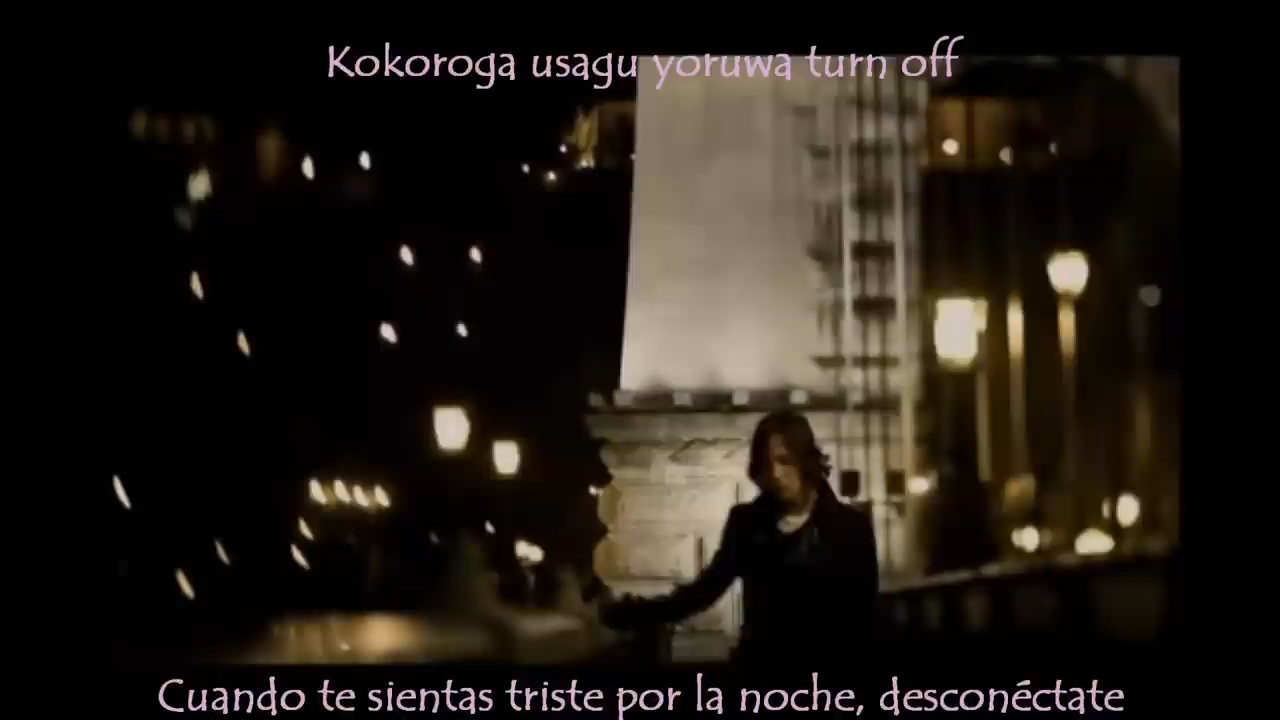 Kokoroga usagu yoruwa turn off
Cuando te sientas triste por la noche, desconéctate